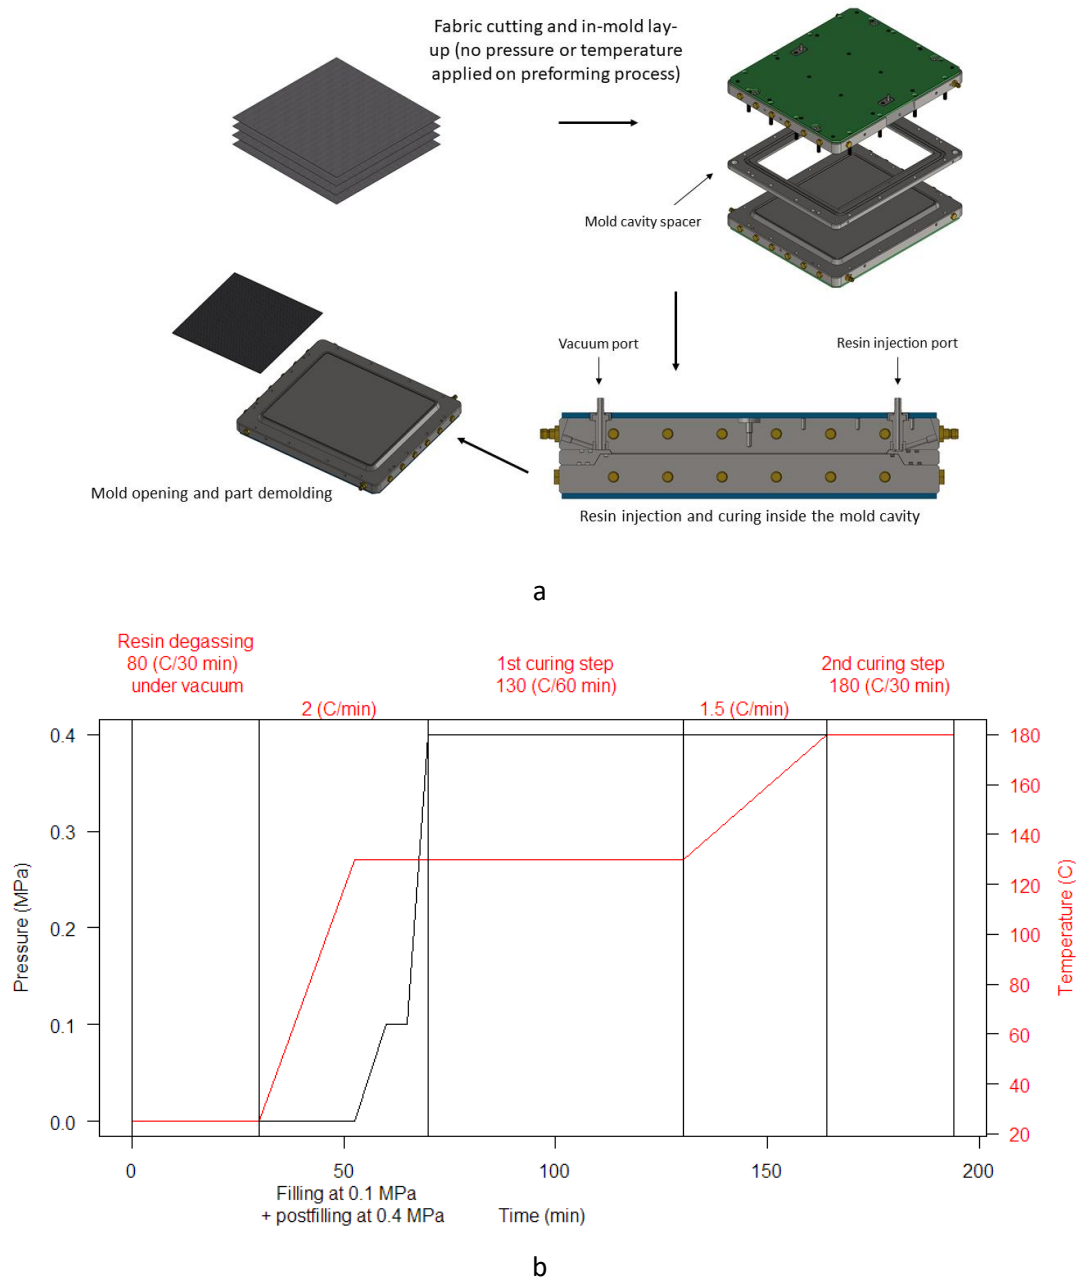 Fabric cutting and in-mold lay-
up (no pressure or temperature
applied on preforming process)
Mold cavity spacer
Vacuum port
Resin injection port
Mold opening and part demolding
Resin injection and curing inside the mold cavity
a
Resin degassing
80 (C/30 min)
under vacuum
2 (C/min)
1st curing step
130 (C/60 min)
1.5 (C/min)
2nd curing step
180 (C/30 min)
Pressure (MPa)
0.4
0.3
0.2
0.1
0.0
180
160
140
120
100
80
60
40
20
Temperature (C)
0
50
100
150
200
Filling at 0.1 MPa
+ postfilling at 0.4 MPa
Time (min)
b